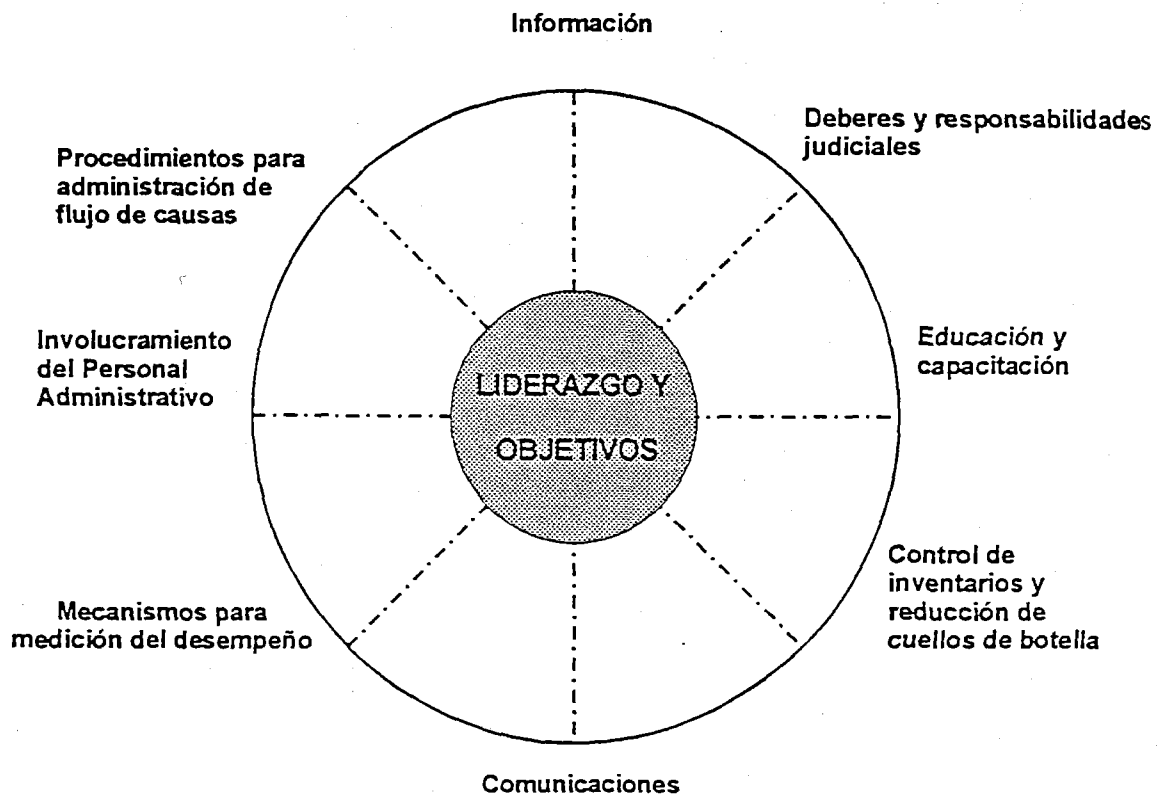 Información
Deberes y responsabilidades
judiciales
Procedimientos para
administración de
flujo de causas
Involucramiento
del Personal
Administrativo
Educación y
capacitación
LIDERAZGO Y
OBJETIVOS
Control de
inventarios y
reducción de
cuellos de botella
Mecanismos para
medición del desempeño
Comunicaciones